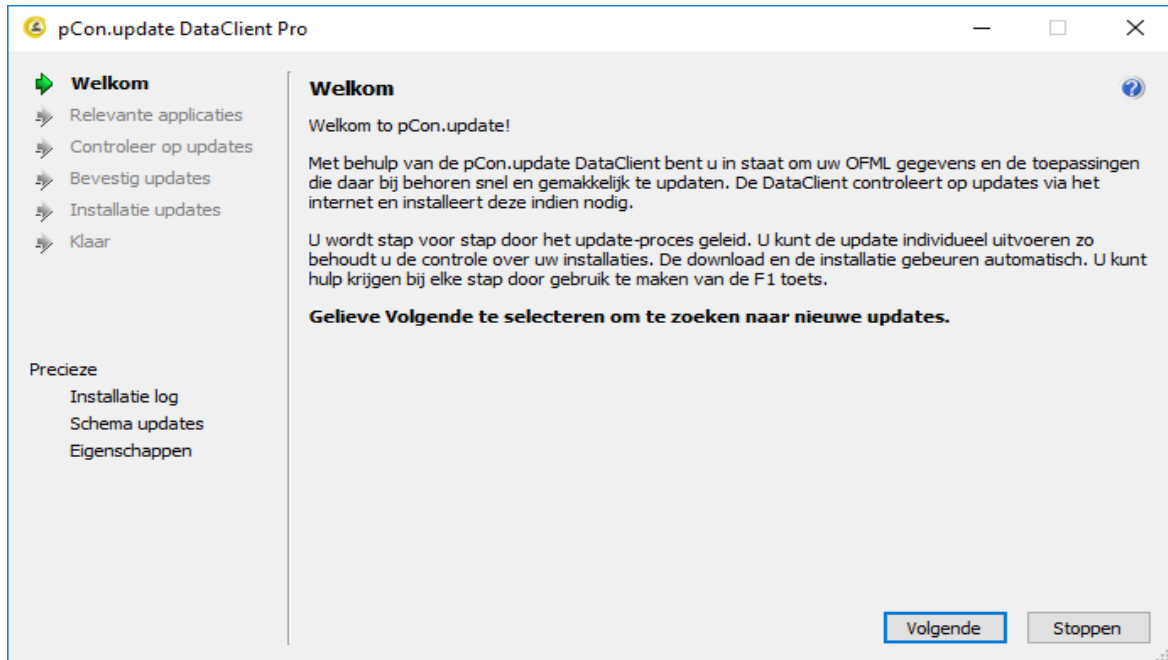 pCon.update DataClient Pro
Welkom
Relevante applicaties
Controleer op updates
Bevestig updates
Installatie updates
Klaar
Precieze
Installatie log
Schema updates
Eigenschappen
Welkom
Welkom to pCon.update!
Met behulp van de pCon.update DataClient bent u in staat om uw OFML gegevens en de toepassingen
die daar bij behoren snel en gemakkelijk te updaten. De DataClient controleert op updates via het
internet en installeert deze indien nodig.
U wordt stap voor stap door het update-proces geleid. U kunt de update individueel uitvoeren zo
behoudt u de controle over uw installaties. De download en de installatie gebeuren automatisch. U kunt
hulp krijgen bij elke stap door gebruik te maken van de F1 toets.
Gelieve Volgende te selecteren om te zoeken naar nieuwe updates.
Volgende
Stoppen